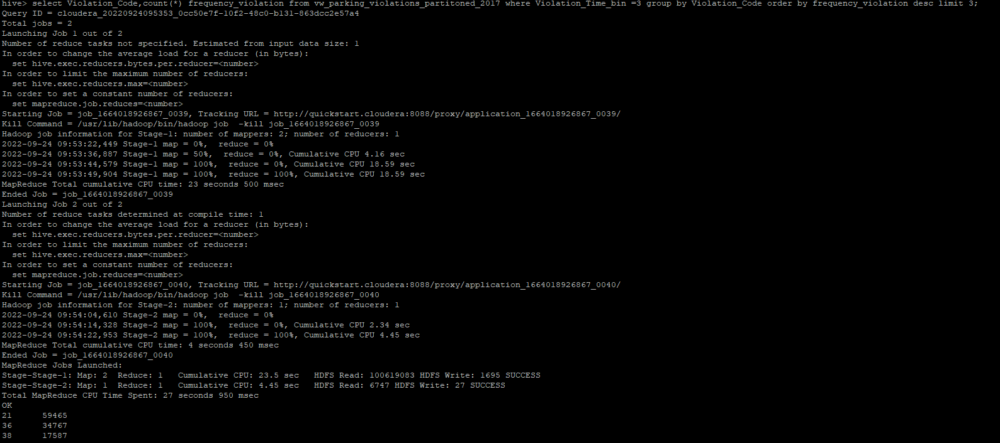 hive> select Violation_Code,count(*) frequency_violation from vw_parking_violations_partitoned_2017 where Violation_Time_bin =3 group by Violation_Code order by frequency_violation desc limit 3;
Query ID = cloudera_20220924095353_0cc50e7f-10f2-48c0-b131-863dcc2e57a4
Total jobs = 2
Launching Job 1 out of 2
Number of reduce tasks not specified. Estimated from input data size: 1
In order to change the average load for a reducer (in bytes):
  set hive.exec.reducers.bytes.per.reducer=<number>
In order to limit the maximum number of reducers:
  set hive.exec.reducers.max=<number>
In order to set a constant number of reducers:
  set mapreduce.job.reduces=<number>
Starting Job = job_1664018926867_0039, Tracking URL = http://quickstart.cloudera:8088/proxy/application_1664018926867_0039/
Kill Command = /usr/lib/hadoop/bin/hadoop job  -kill job_1664018926867_0039
Hadoop job information for Stage-1: number of mappers: 2; number of reducers: 1
2022-09-24 09:53:22,449 Stage-1 map = 0%,  reduce = 0%
2022-09-24 09:53:36,887 Stage-1 map = 50%,  reduce = 0%, Cumulative CPU 4.16 sec
2022-09-24 09:53:44,579 Stage-1 map = 100%,  reduce = 0%, Cumulative CPU 18.59 sec
2022-09-24 09:53:49,904 Stage-1 map = 100%,  reduce = 100%, Cumulative CPU 18.59 sec
MapReduce Total cumulative CPU time: 23 seconds 500 msec
Ended Job = job_1664018926867_0039
Launching Job 2 out of 2
Number of reduce tasks determined at compile time: 1
In order to change the average load for a reducer (in bytes):
  set hive.exec.reducers.bytes.per.reducer=<number>
In order to limit the maximum number of reducers:
  set hive.exec.reducers.max=<number>
In order to set a constant number of reducers:
  set mapreduce.job.reduces=<number>
Starting Job = job_1664018926867_0040, Tracking URL = http://quickstart.cloudera:8088/proxy/application_1664018926867_0040/
Kill Command = /usr/lib/hadoop/bin/hadoop job  -kill job_1664018926867_0040
Hadoop job information for Stage-2: number of mappers: 1; number of reducers: 1
2022-09-24 09:54:04,610 Stage-2 map = 0%,  reduce = 0%
2022-09-24 09:54:14,328 Stage-2 map = 100%,  reduce = 0%, Cumulative CPU 2.34 sec
2022-09-24 09:54:22,953 Stage-2 map = 100%,  reduce = 100%, Cumulative CPU 4.45 sec
MapReduce Total cumulative CPU time: 4 seconds 450 msec
Ended Job = job_1664018926867_0040
MapReduce Jobs Launched:
Stage-Stage-1: Map: 2  Reduce: 1   Cumulative CPU: 23.5 sec   HDFS Read: 100619083 HDFS Write: 1695 SUCCESS
Stage-Stage-2: Map: 1  Reduce: 1   Cumulative CPU: 4.45 sec   HDFS Read: 6747 HDFS Write: 27 SUCCESS
Total MapReduce CPU Time Spent: 27 seconds 950 msec
OK
21      59465
36      34767
38      17587